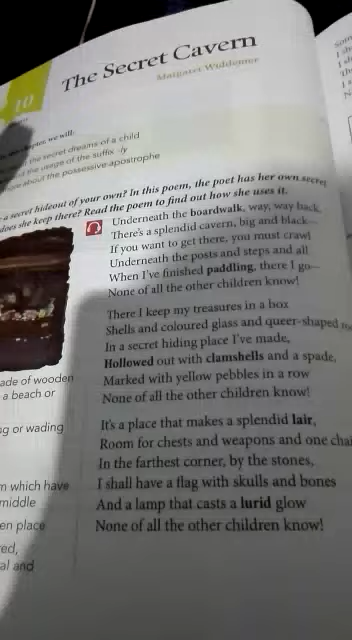 10
The Secret Cavern
Margaret Widdemer
chapter, we will:
the secret dreams of a child
the usage of the suffix -ly
about the possessive apostrophe
a secret hideout of your own? In this poem, the poet has her own secret
does she keep there? Read the poem to find out how she uses it.
Underneath the boardwalk, way, way back,
There's a splendid cavern, big and black—
If you want to get there, you must crawl
Underneath the posts and steps and all
When I've finished paddling, there I go—
None of all the other children know!
There I keep my treasures in a box
Shells and coloured glass and queer-shaped
In a secret hiding place I've made,
Hollowed out with clamshells and a spade,
Marked with yellow pebbles in a row
None of all the other children know!
It's a place that makes a splendid lair,
Room for chests and weapons and one chai
In the farthest corner, by the stones,
I shall have a flag with skulls and bones
And a lamp that casts a lurid glow
None of all the other children know!
ade of wooden
a beach or
ng or wading
m which have
middle
en place
red,
al and